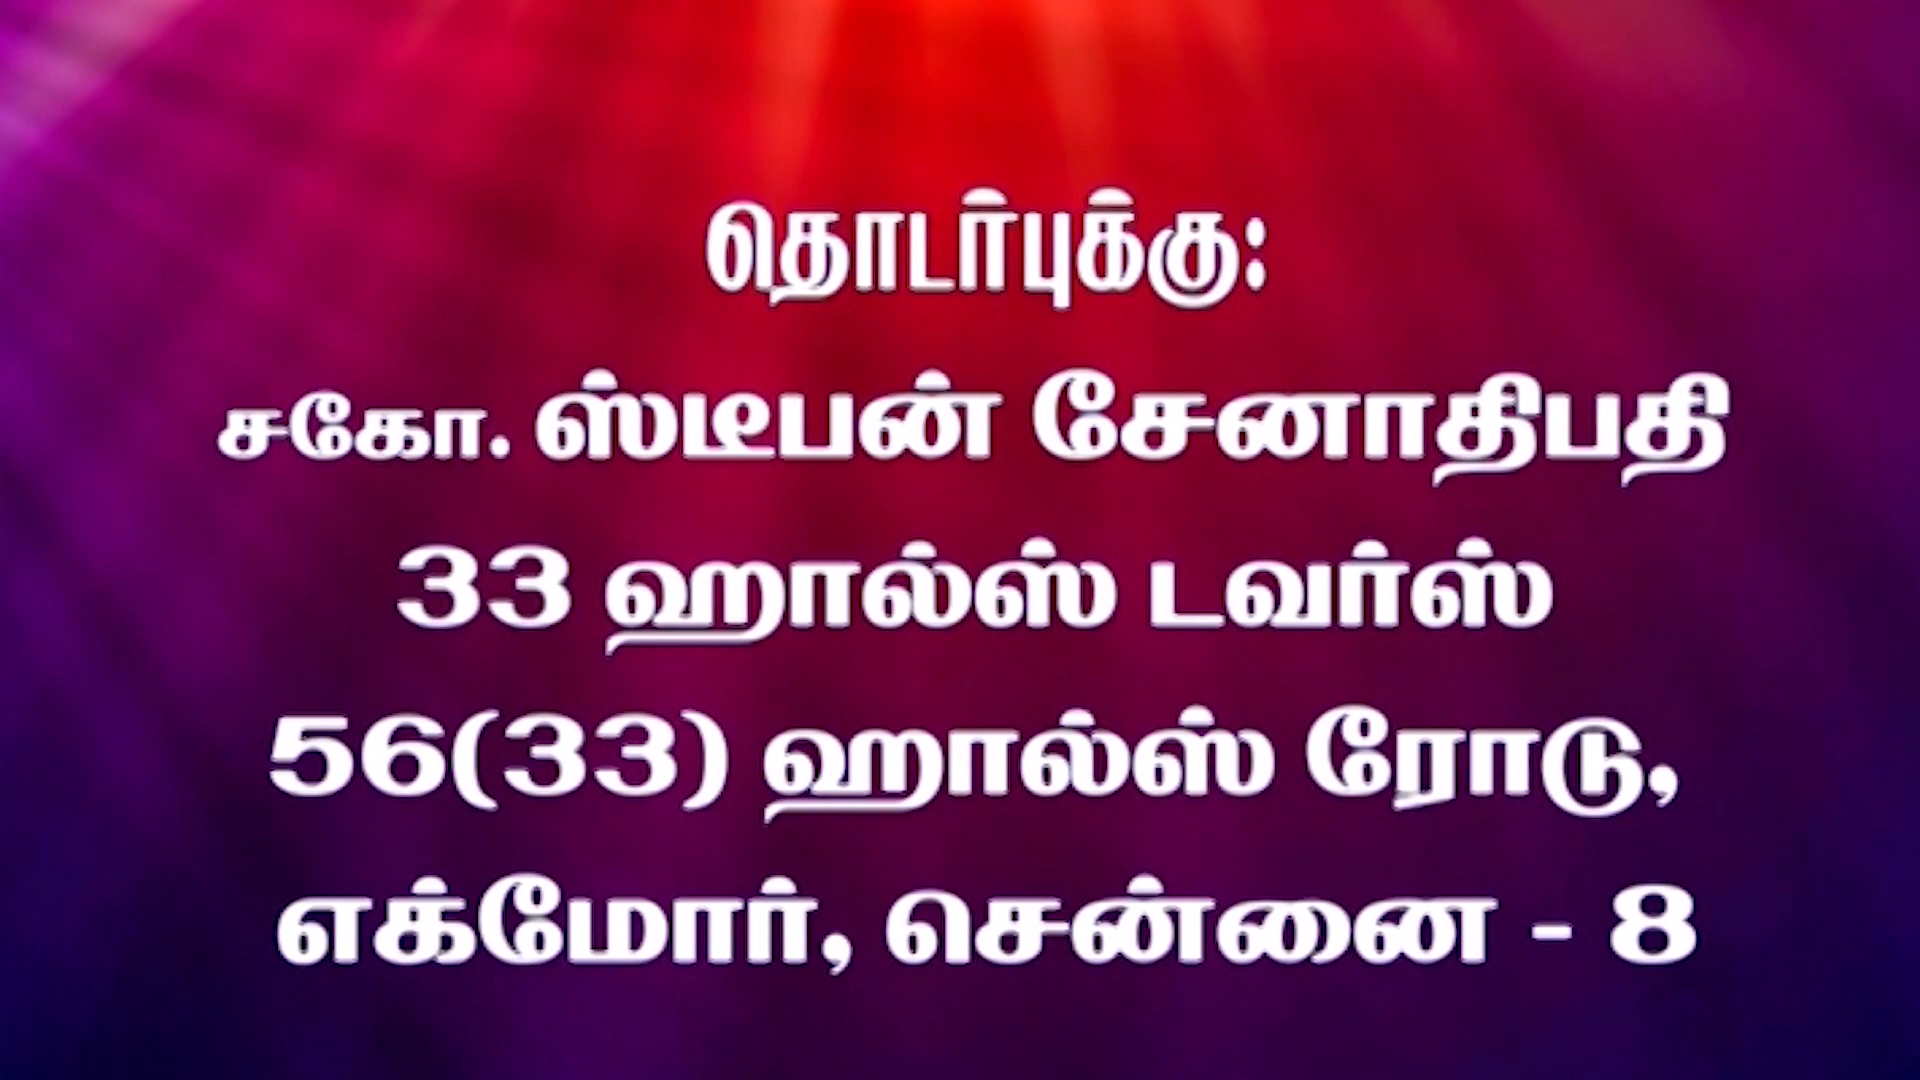 தொடர்புக்கு:
சகோ. ஸ்டீபன் சேனாதிபதி
33 ஹால்ஸ் டவர்ஸ்
56(33) ஹால்ஸ் ரோடு,
எக்மோர், சென்னை - 8